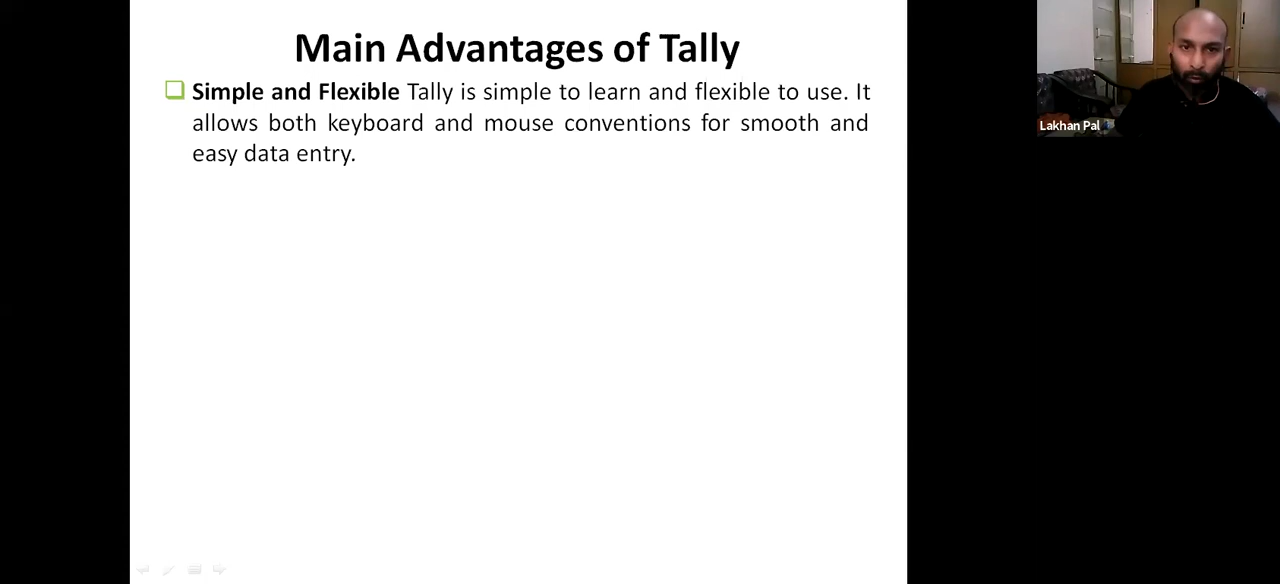 Main Advantages of Tally
Simple and Flexible Tally is simple to learn and flexible to use. It
allows both keyboard and mouse conventions for smooth and
easy data entry.
Lakhan Pal